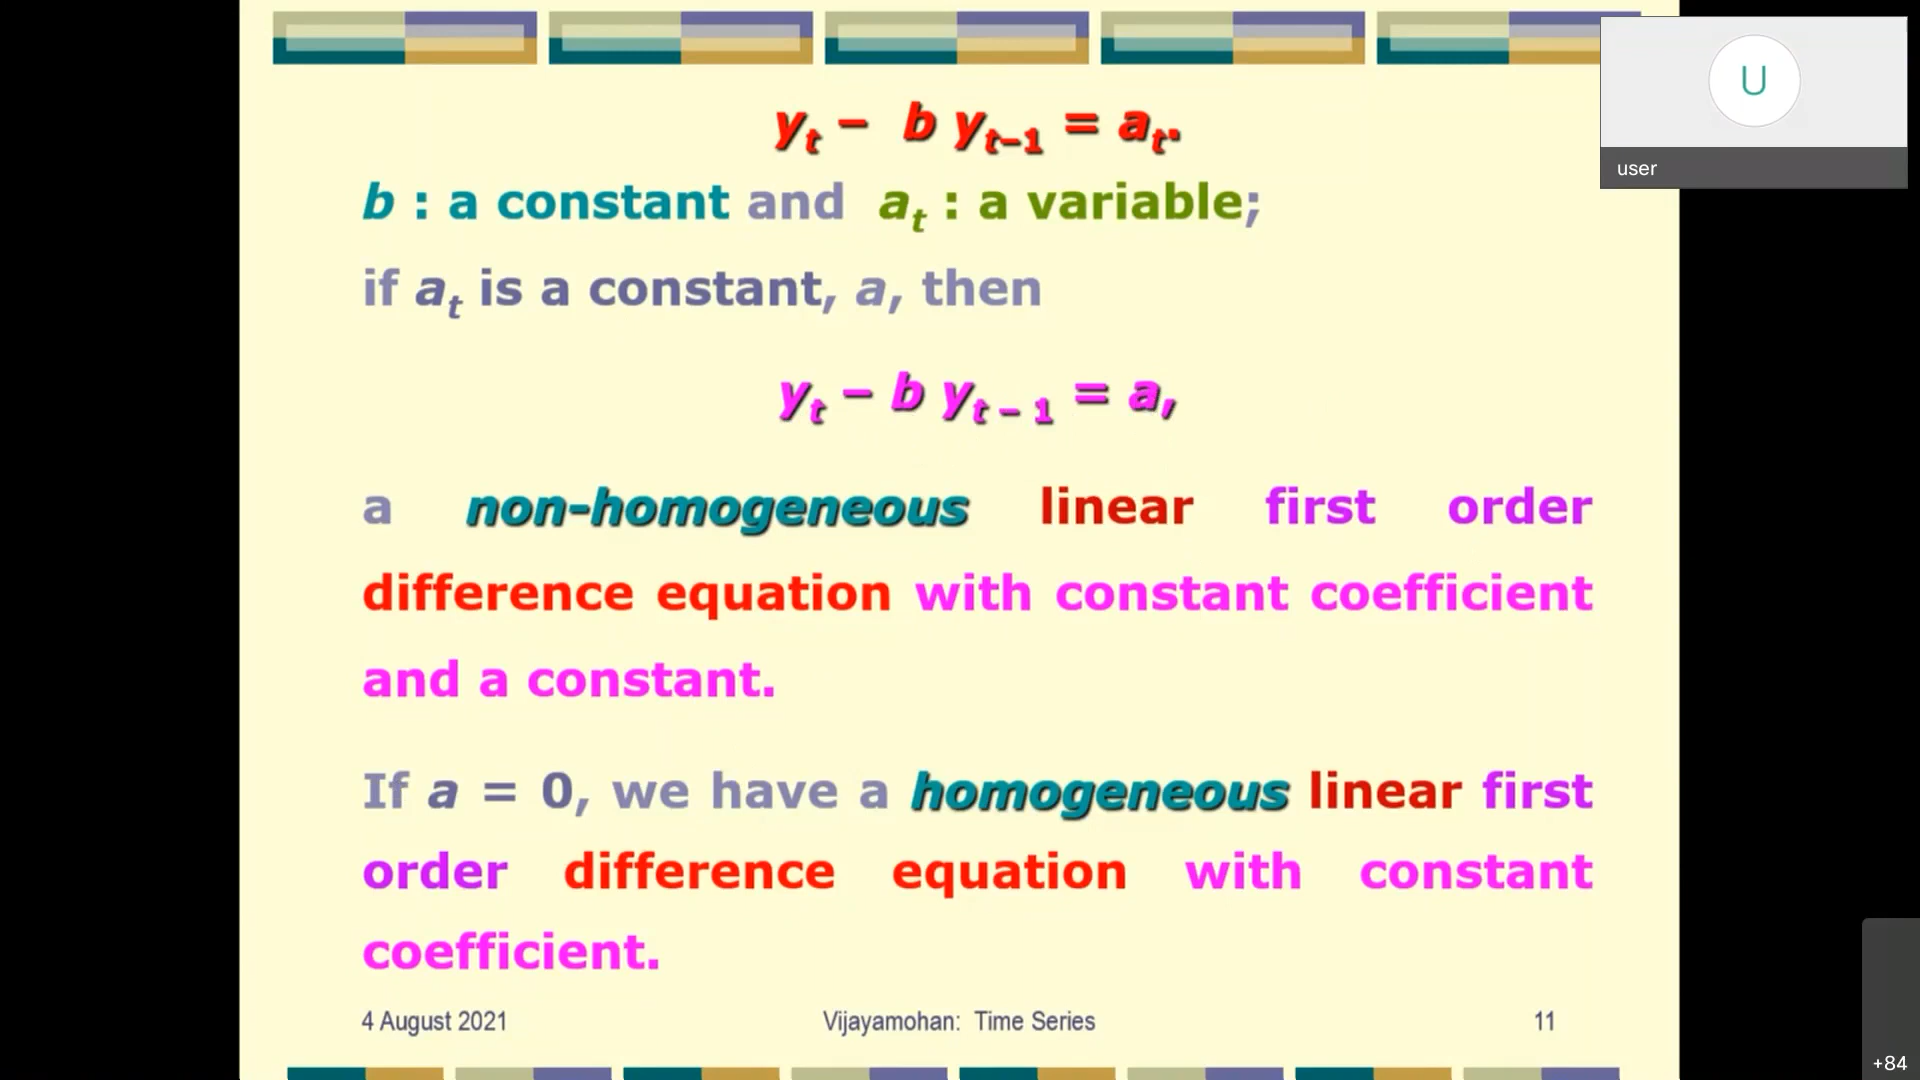 yₜ – b yₜ₋₁ = aₜ.
b : a constant and aₜ : a variable;
if aₜ is a constant, a, then
yₜ – b yₜ ₋ ₁ = a,
a non-homogeneous linear first order
difference equation with constant coefficient
and a constant.
If a = 0, we have a homogeneous linear first
order difference equation with constant
coefficient.
4 August 2021 Vijayamohan: Time Series 11
U
user
+84